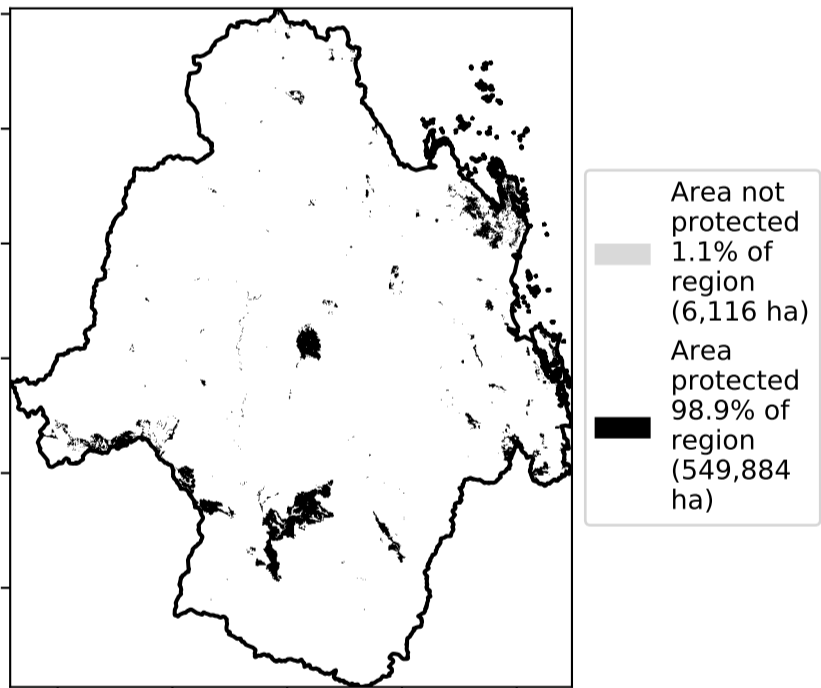 Area not
protected
1.1% of
region
(6,116 ha)
Area
protected
98.9% of
region
(549,884
ha)